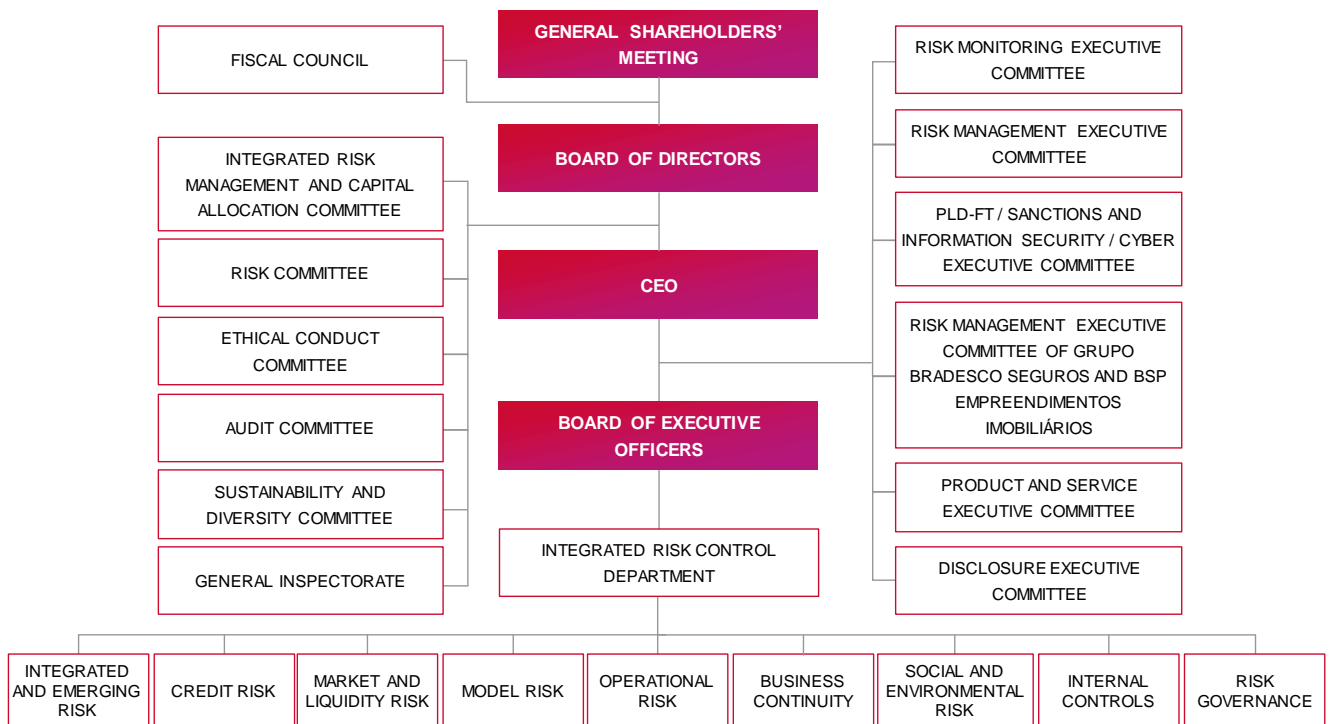 GENERAL SHAREHOLDERS'
MEETING
FISCAL COUNCIL
BOARD OF DIRECTORS
INTEGRATED RISK
MANAGEMENT AND CAPITAL
ALLOCATION COMMITTEE
RISK COMMITTEE
ETHICAL CONDUCT
COMMITTEE
AUDIT COMMITTEE
SUSTAINABILITY AND
DIVERSITY COMMITTEE
GENERAL INSPECTORATE
CEO
BOARD OF EXECUTIVE
OFFICERS
RISK MONITORING EXECUTIVE
COMMITTEE
RISK MANAGEMENT EXECUTIVE
COMMITTEE
PLD-FT / SANCTIONS AND
INFORMATION SECURITY / CYBER
EXECUTIVE COMMITTEE
RISK MANAGEMENT EXECUTIVE
COMMITTEE OF GRUPO
BRADESCO SEGUROS AND BSP
EMPREENDIMENTOS
IMOBILIÁRIOS
PRODUCT AND SERVICE
EXECUTIVE COMMITTEE
DISCLOSURE EXECUTIVE
COMMITTEE
INTEGRATED RISK CONTROL
DEPARTMENT
INTEGRATED
AND EMERGING
RISK
CREDIT RISK
MARKET AND
LIQUIDITY RISK
MODEL RISK
OPERATIONAL
RISK
BUSINESS
CONTINUITY
SOCIAL AND
ENVIRONMENTAL
RISK
INTERNAL
CONTROLS
RISK
GOVERNANCE